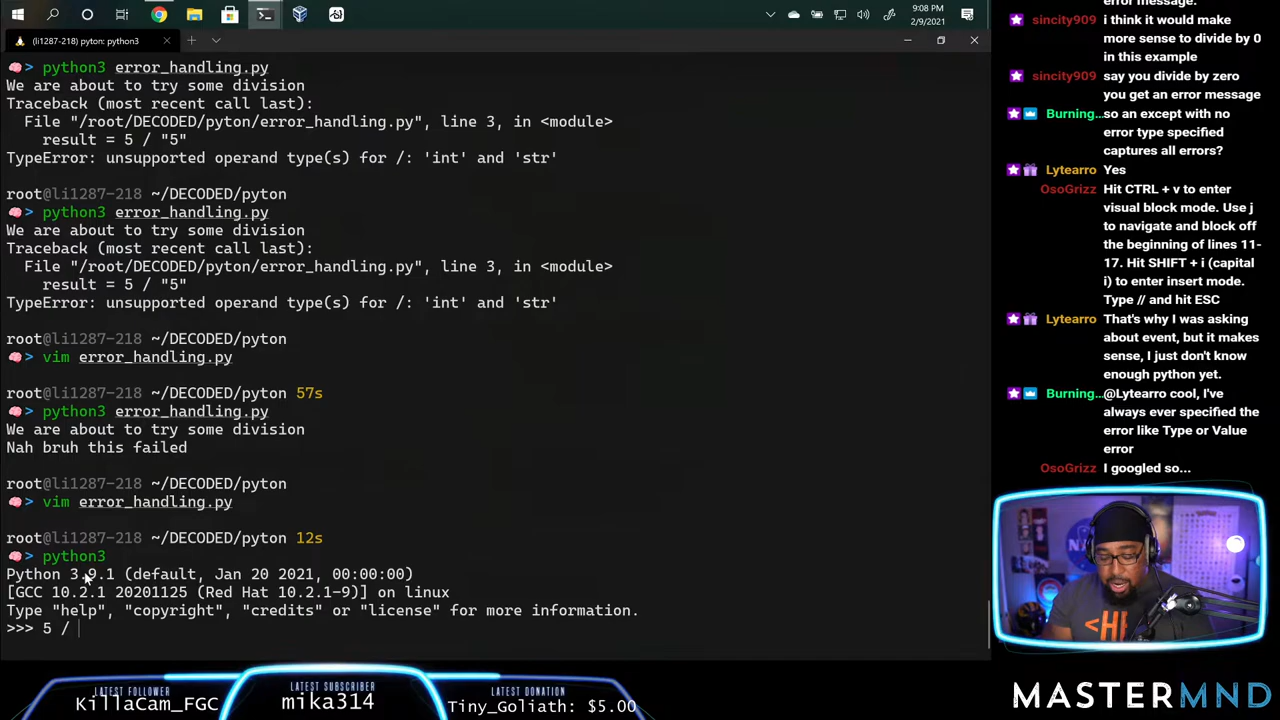 9:08 PM
2/9/2021
(li1287-218) pyton: python3
🧠> python3 error_handling.py
We are about to try some division
Traceback (most recent call last):
File "/root/DECODED/pyton/error_handling.py", line 3, in <module>
result = 5 / "5"
TypeError: unsupported operand type(s) for /: 'int' and 'str'
root@li1287-218 ~/DECODED/pyton
🧠> python3 error_handling.py
We are about to try some division
Traceback (most recent call last):
File "/root/DECODED/pyton/error_handling.py", line 3, in <module>
result = 5 / "5"
TypeError: unsupported operand type(s) for /: 'int' and 'str'
root@li1287-218 ~/DECODED/pyton
🧠> vim error_handling.py
root@li1287-218 ~/DECODED/pyton 57s
🧠> python3 error_handling.py
We are about to try some division
Nah bruh this failed
root@li1287-218 ~/DECODED/pyton
🧠> vim error_handling.py
root@li1287-218 ~/DECODED/pyton 12s
🧠> python3
Python 3.9.1 (default, Jan 20 2021, 00:00:00)
[GCC 10.2.1 20201125 (Red Hat 10.2.1-9)] on linux
Type "help", "copyright", "credits" or "license" for more information.
>>> 5 /
error message.
sincity909 i think it would make
more sense to divide by 0
in this example
sincity909 say you divide by zero
you get an error message
Burning... so an except with no
error type specified
captures all errors?
Lytearro Yes
OsoGrizz Hit CTRL + v to enter
visual block mode. Use j
to navigate and block off
the beginning of lines 11-
17. Hit SHIFT + i (capital
i) to enter insert mode.
Type // and hit ESC
Lytearro That's why I was asking
about event, but it makes
sense, I just don't know
enough python yet.
Burning... @Lytearro cool, I've
always ever specified the
error like Type or Value
error
OsoGrizz I googled so...
NASA
LATEST FOLLOWER
KillaCam_FGC
LATEST SUBSCRIBER
mika314
LATEST DONATION
Tiny_Goliath: $5.00
MASTERMND